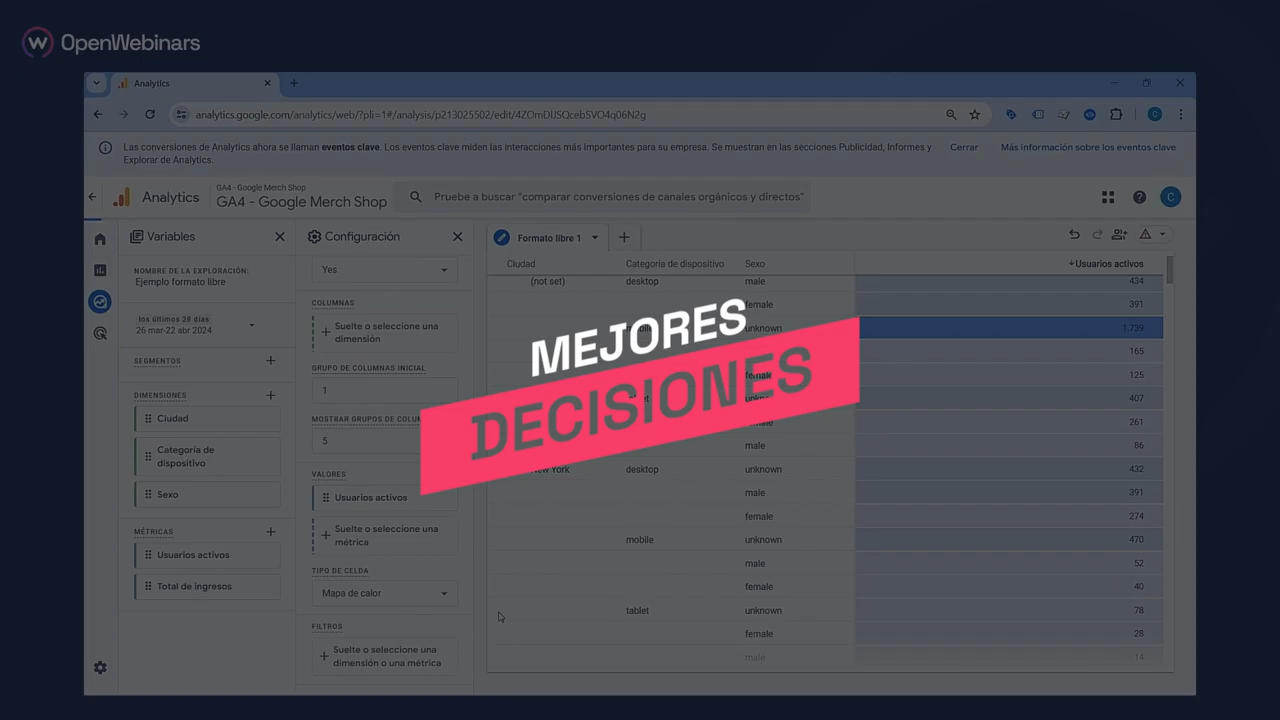 OpenWebinars
Analytics
analytics.google.com/analytics/web/?pli=1#/analysis/p213025502/edit/4ZOmDlJSQcebSVO4q06N2g
Las conversiones de Analytics ahora se llaman eventos clave. Los eventos clave miden las interacciones más importantes para su empresa. Se muestran en las secciones Publicidad, Informes y
Explorar de Analytics.
Cerrar
Más información sobre los eventos clave
Analytics
GA4 - Google Merch Shop
GA4 - Google Merch Shop
Pruebe a buscar "comparar conversiones de canales orgánicos y directos"
C
Variables
NOMBRE DE LA EXPLORACIÓN:
Ejemplo formato libre
los últimos 28 días
26 mar-22 abr 2024
SEGMENTOS
DIMENSIONES
Ciudad
Categoría de
dispositivo
Sexo
MÉTRICAS
Usuarios activos
Total de ingresos
Configuración
Yes
COLUMNAS
Suelte o seleccione una
dimensión
GRUPO DE COLUMNAS INICIAL
1
MOSTRAR GRUPOS DE
5
VALORES
Usuarios activos
Suelte o seleccione una
métrica
TIPO DE CELDA
Mapa de calor
FILTROS
Suelte o seleccione una
dimensión o una métrica
Formato libre 1
Ciudad Categoría de dispositivo Sexo Usuarios activos
(not set) desktop male 434
female 391
unknown 1.739
165
female 125
407
261
male 86
York desktop unknown 432
male 391
female 274
mobile unknown 470
male 52
female 40
tablet unknown 78
female 28
male 14
MEJORES
DECISIONES